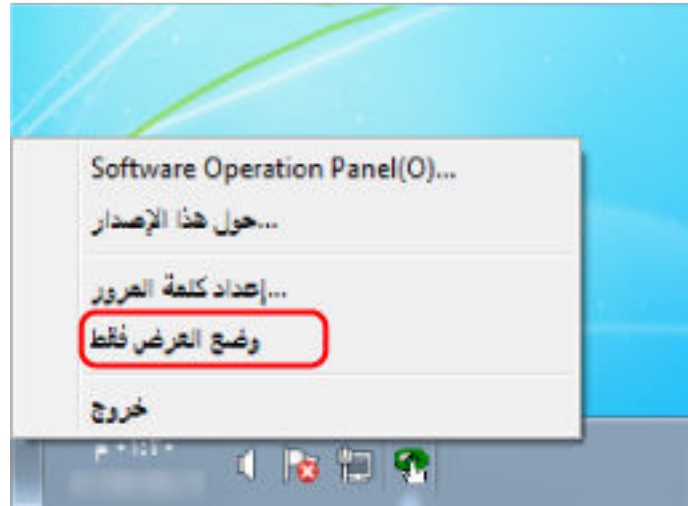 Software Operation Panel(O)...
حول هذا الإصدار...
إعداد كلمة المرور...
وضع العرض فقط
خروج